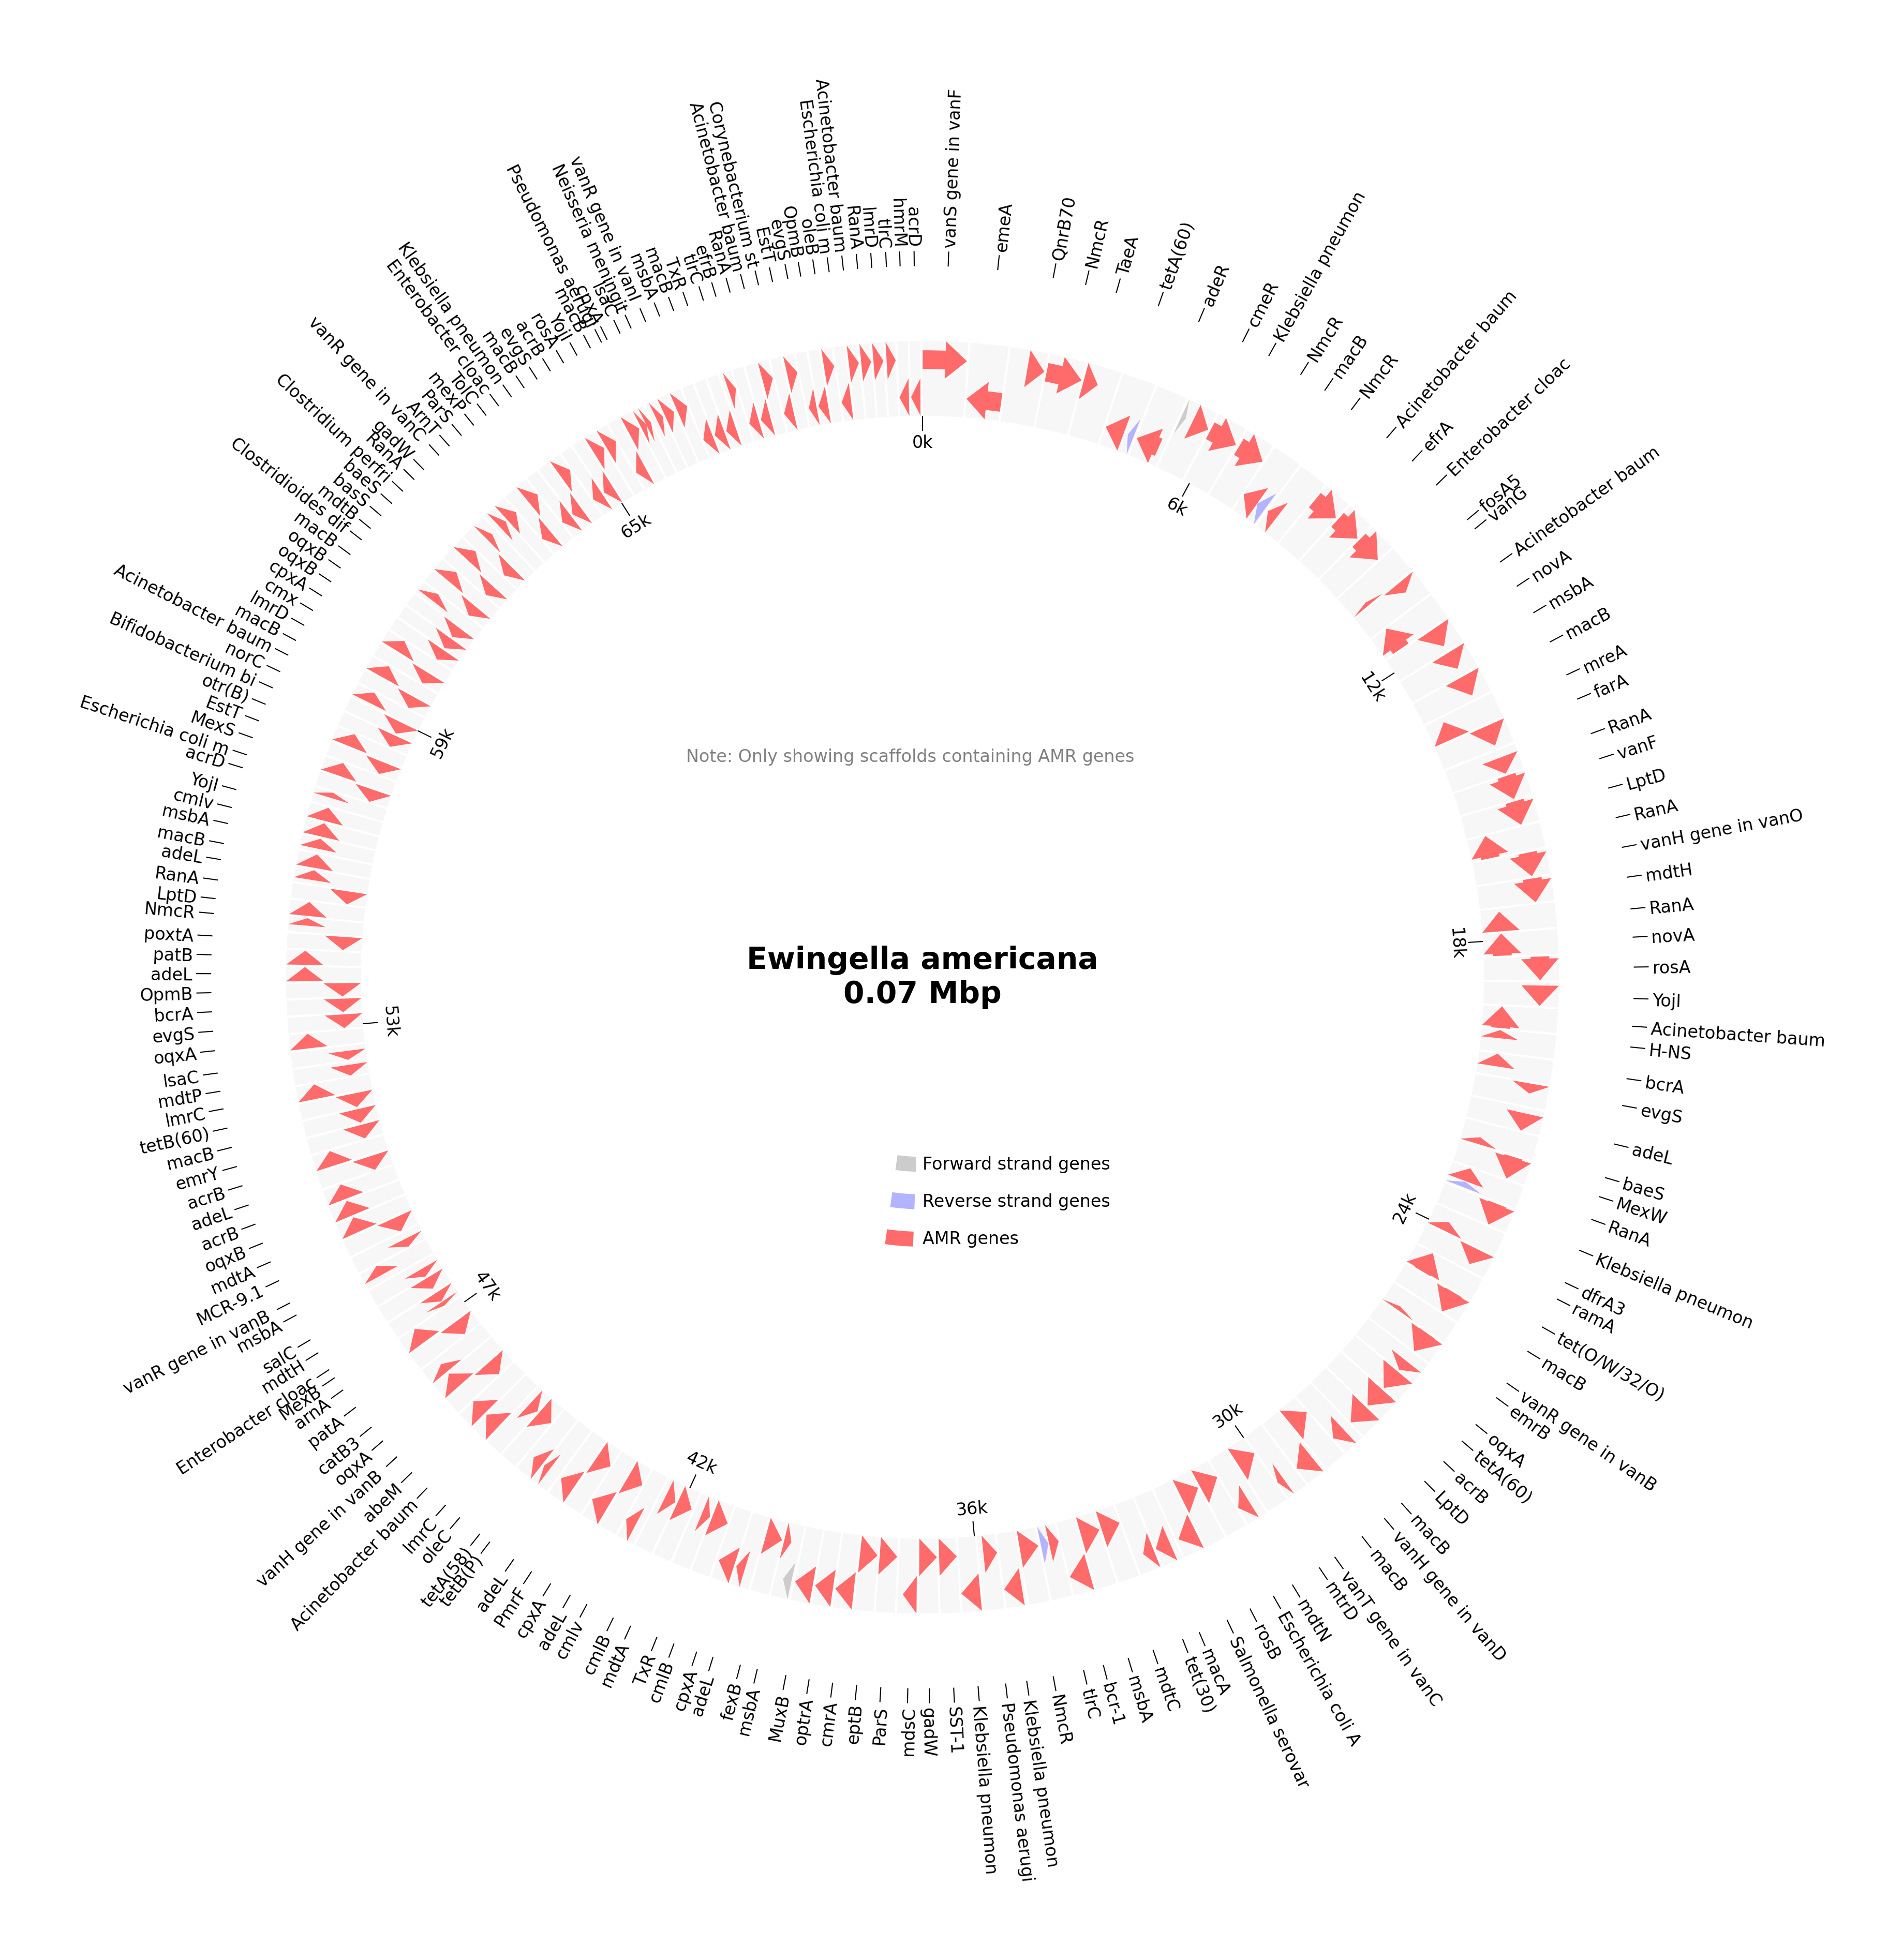 vanS gene in vanF
emeA
QnrB70
NmcR
TaeA
tetA(60)
adeR
cmeR
Klebsiella pneumon
NmcR
macB
NmcR
Acinetobacter baum
efrA
Enterobacter cloac
fosA5
vanG
Acinetobacter baum
novA
msbA
macB
mreA
farA
RanA
vanF
LptD
RanA
vanH gene in vanO
mdtH
RanA
novA
rosA
YojI
Acinetobacter baum
H-NS
bcrA
evgS
adeL
baeS
MexW
RanA
Klebsiella pneumon
dfrA3
ramA
tet(O/W/32/O)
macB
vanR gene in vanB
emrB
oqxA
tetA(60)
acrB
LptD
macB
vanH gene in vanD
macB
vanT gene in vanC
mtrD
mdtN
Escherichia coli A
rosB
Salmonella serovar
macA
tet(30)
mdtC
msbA
bcr-1
tlrC
NmcR
Klebsiella pneumon
Pseudomonas aerugi
Klebsiella pneumon
SST-1
gadW
mdsC
ParS
eptB
cmrA
optrA
MuxB
msbA
fexB
adeL
cpxA
cmlB
TxR
mdtA
cmlB
cmlv
adeL
cpxA
PmrF
adeL
tetB(P)
tetA(58)
oleC
lmrC
Acinetobacter baum
abeM
vanH gene in vanB
oqxA
catB3
patA
arnA
MexB
Enterobacter cloac
mdtH
salC
msbA
vanR gene in vanB
MCR-9.1
mdtA
oqxB
acrB
adeL
acrB
emrY
macB
tetB(60)
lmrC
mdtP
lsaC
oqxA
evgS
bcrA
OpmB
adeL
patB
poxtA
NmcR
LptD
RanA
adeL
macB
msbA
cmlv
YojI
acrD
Escherichia coli m
MexS
EstT
otr(B)
Bifidobacterium bi
norC
Acinetobacter baum
macB
lmrD
cmx
cpxA
oqxB
oqxB
macB
Clostridioides dif
mdtB
basS
baeS
Clostridium perfri
RanA
gadW
vanR gene in vanC
ArnT
ParS
mexP
TolC
Enterobacter cloac
Klebsiella pneumon
macB
evgS
acrB
rosA
YojI
macB
Pseudomonas aerugi
cpxA
lsaC
Neisseria meningit
vanR gene in vanI
msbA
macB
TxR
tlrC
efrB
RanA
Acinetobacter baum
Corynebacterium st
EstT
evgS
OpmB
oleB
Escherichia coli m
Acinetobacter baum
RanA
lmrD
tlrC
hmrM
acrD
0k
6k
12k
18k
24k
30k
36k
42k
47k
53k
59k
65k
Note: Only showing scaffolds containing AMR genes
Ewingella americana
0.07 Mbp
Forward strand genes
Reverse strand genes
AMR genes